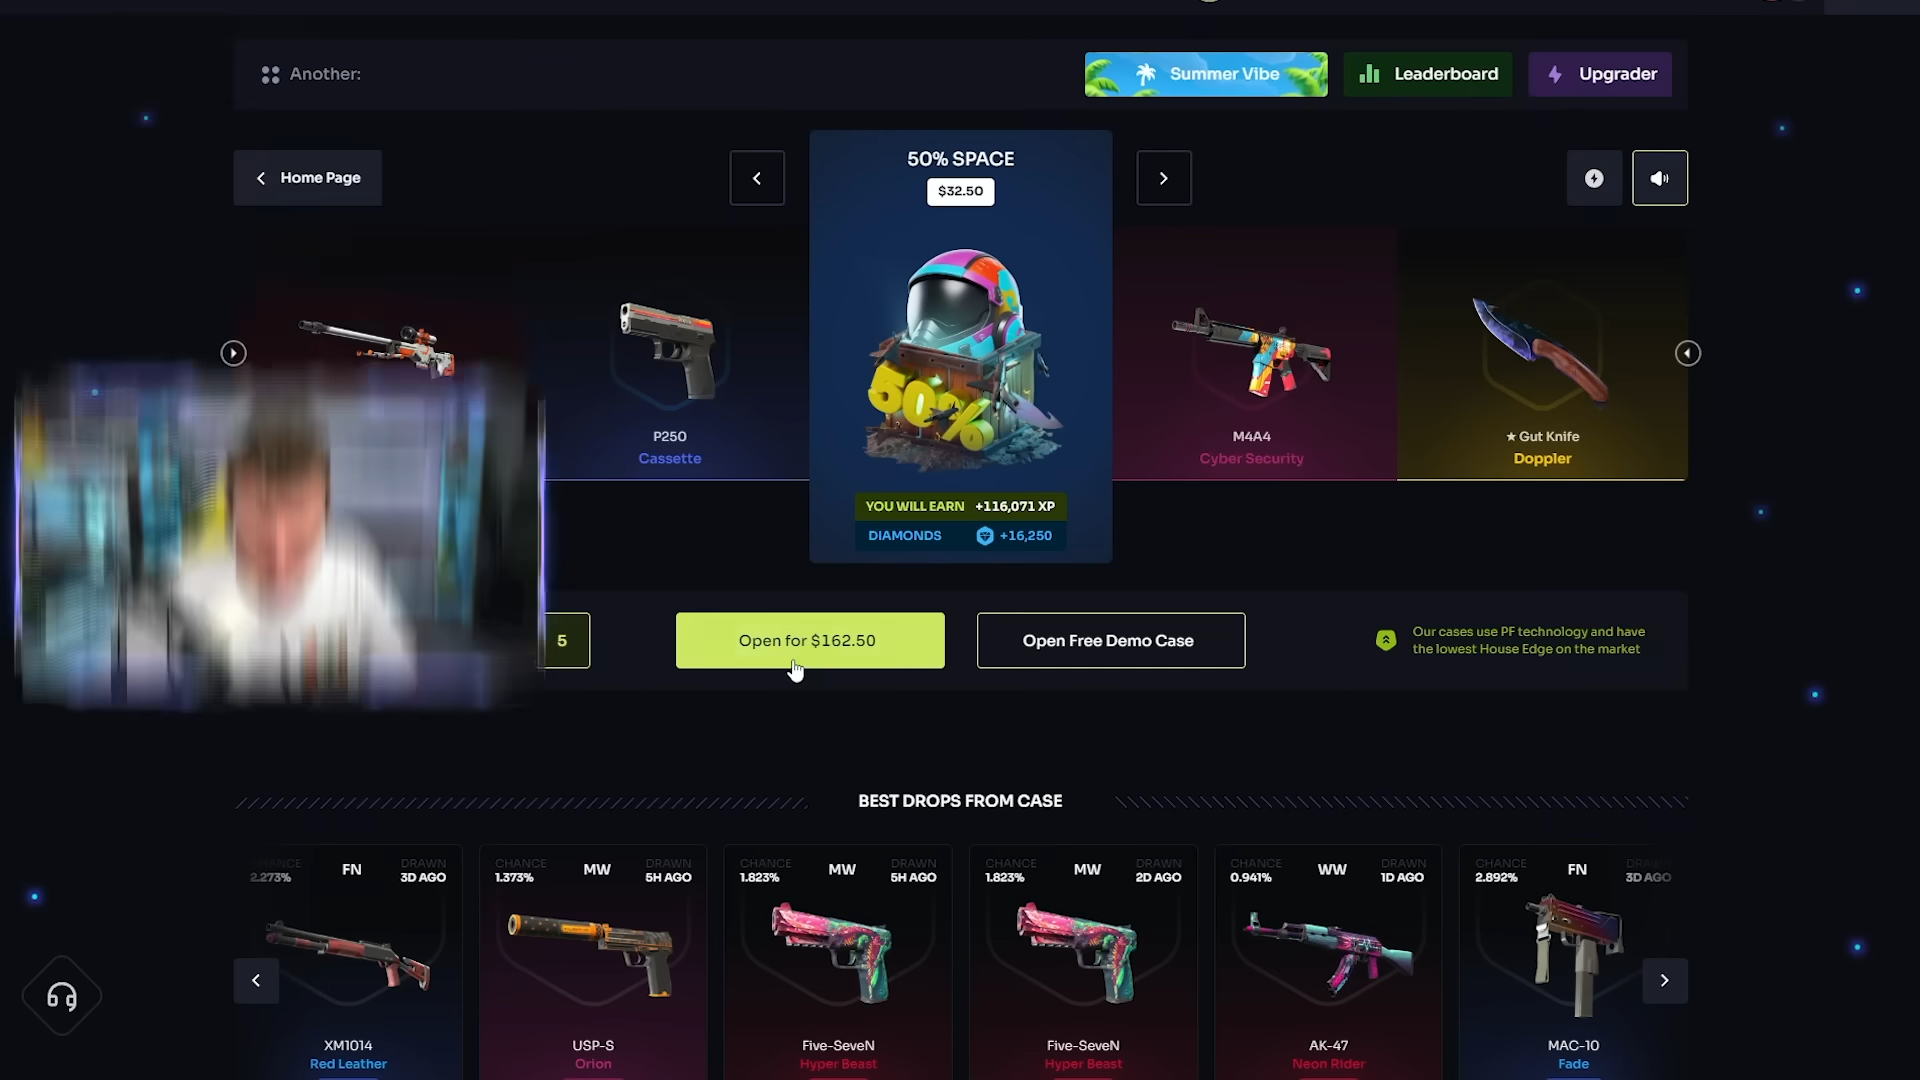 Another:
Summer Vibe
Leaderboard
Upgrader
Home Page
50% SPACE
$32.50
50%
P250
Cassette
M4A4
Cyber Security
★ Gut Knife
Doppler
YOU WILL EARN +116,071 XP
DIAMONDS +16,250
5
Open for $162.50
Open Free Demo Case
Our cases use PF technology and have
the lowest House Edge on the market
BEST DROPS FROM CASE
CHANCE
2.273%
FN
DRAWN
3D AGO
XM1014
Red Leather
CHANCE
1.373%
MW
DRAWN
5H AGO
USP-S
Orion
CHANCE
1.823%
MW
DRAWN
5H AGO
Five-SeveN
Hyper Beast
CHANCE
1.823%
MW
DRAWN
2D AGO
Five-SeveN
Hyper Beast
CHANCE
0.941%
WW
DRAWN
1D AGO
AK-47
Neon Rider
CHANCE
2.892%
FN
DRAWN
3D AGO
MAC-10
Fade